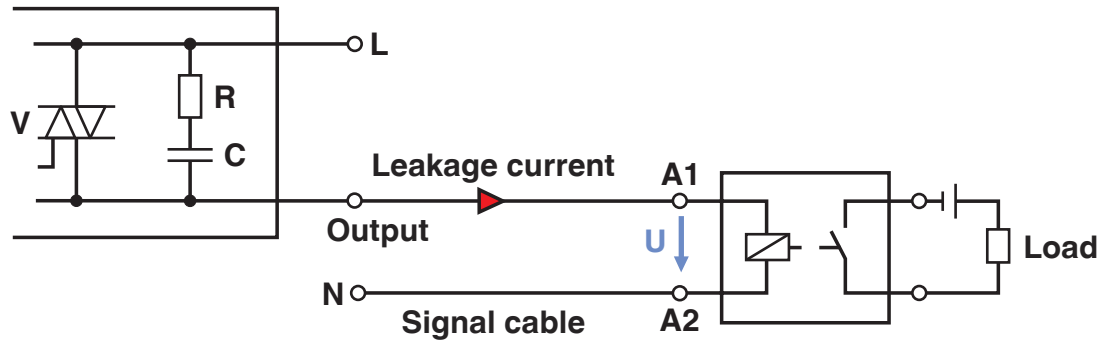 L
R
V
C
Leakage current
A1
Output
U
Load
N
Signal cable
A2